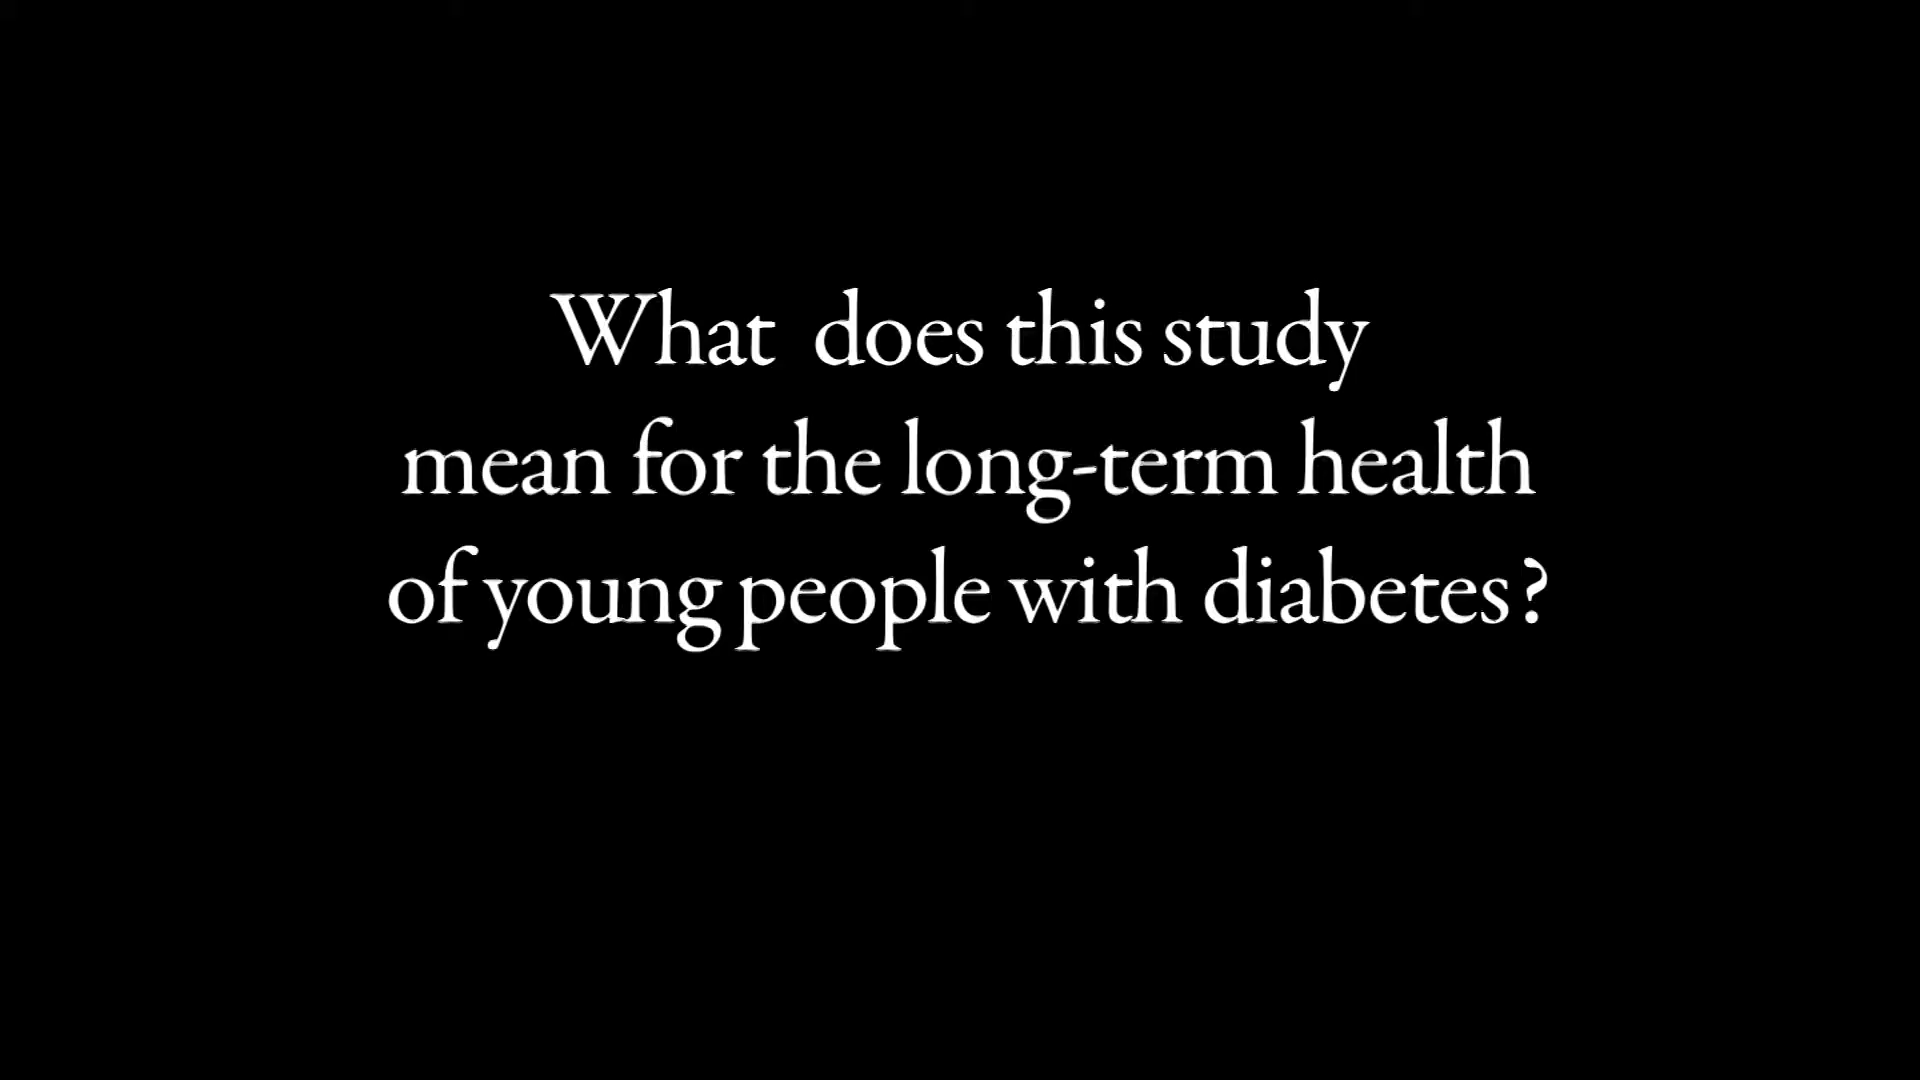 What does this study
mean for the long-term health
of young people with diabetes?